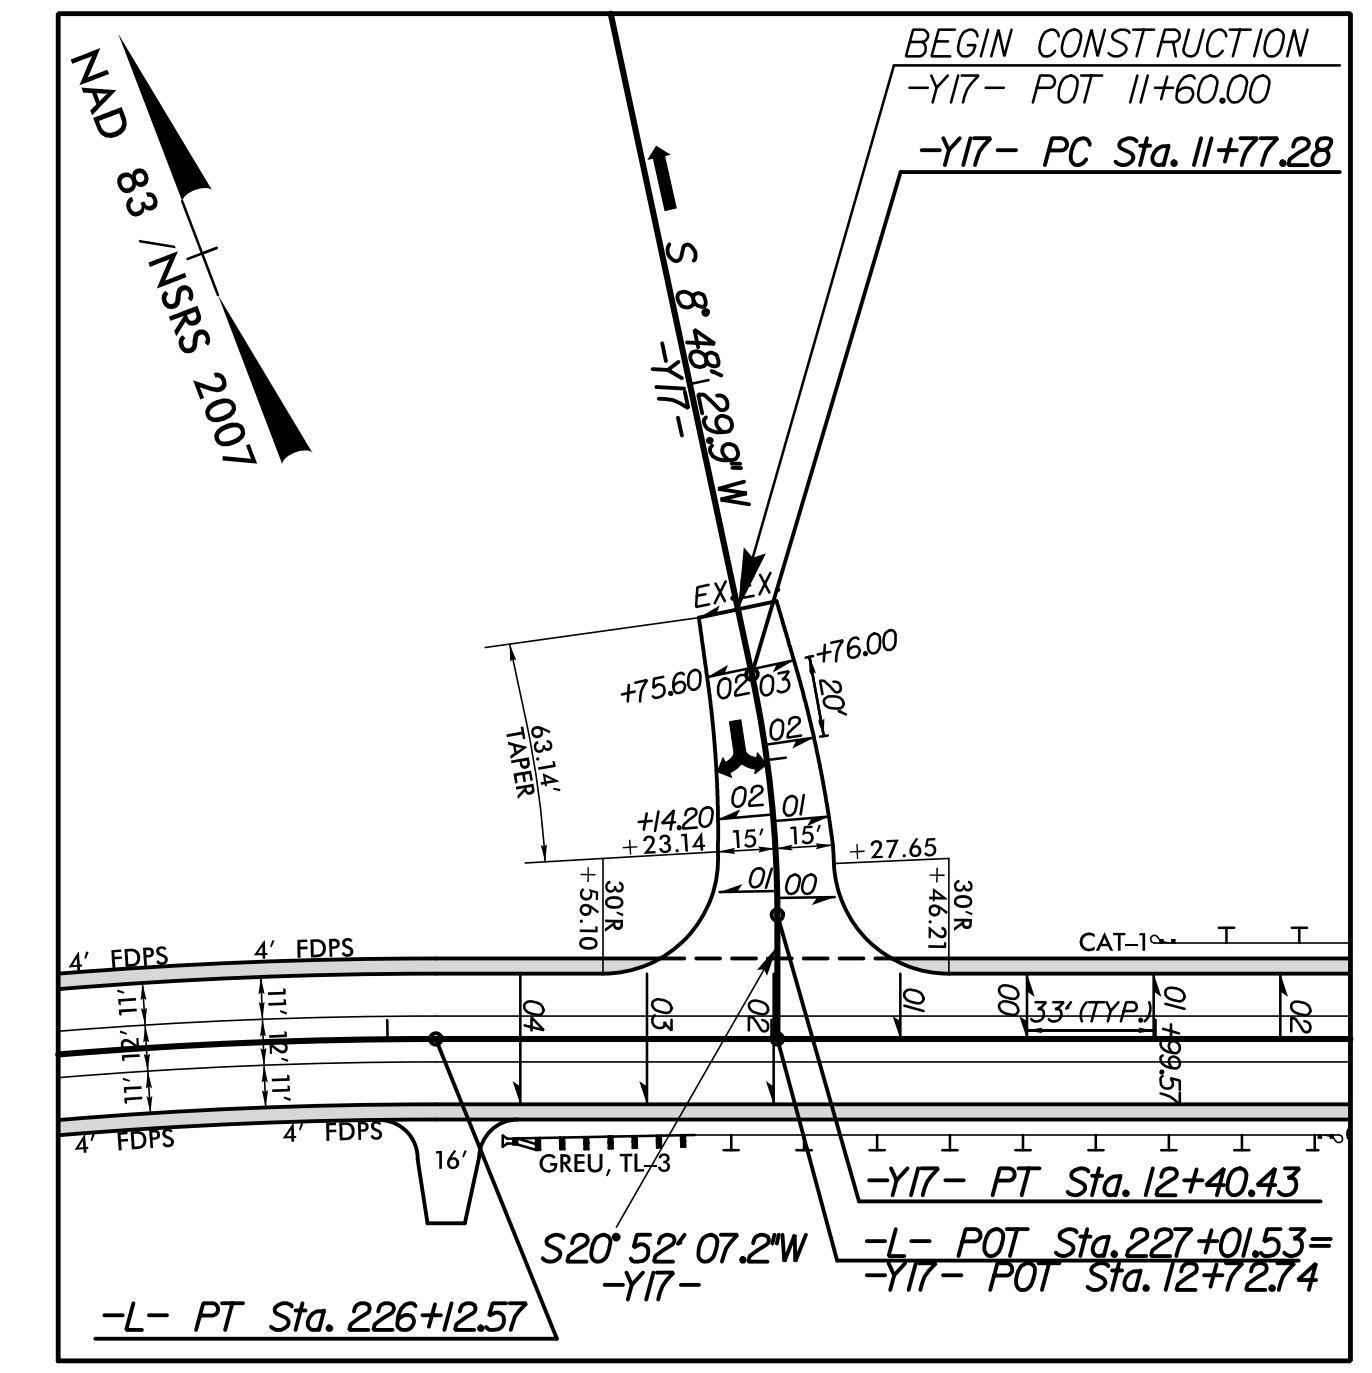 BEGIN CONSTRUCTION
-Y17- POT 11+60.00
-Y17- PC Sta. 11+77.28
NAD 83 /NSRS 2007
S 8° 48' 29.9" W
-Y17-
EX.
EX.
+76.00
+75.60
02
03
20'
63.14'
TAPER
02
02
01
+14.20
+23.14
15'
15'
+27.65
01
00
+56.10
30'R
+46.21
30'R
4' FDPS
4' FDPS
CAT-1
11'
11'
04
03
02
01
00
33' (TYP.)
01
02
12'
12'
+99.57
11'
11'
4' FDPS
4' FDPS
16'
GREU, TL-3
-Y17- PT Sta. 12+40.43
S20° 52' 07.2"W
-Y17-
-L- POT Sta. 227+01.53=
-Y17- POT Sta. 12+72.74
-L- PT Sta. 226+12.57